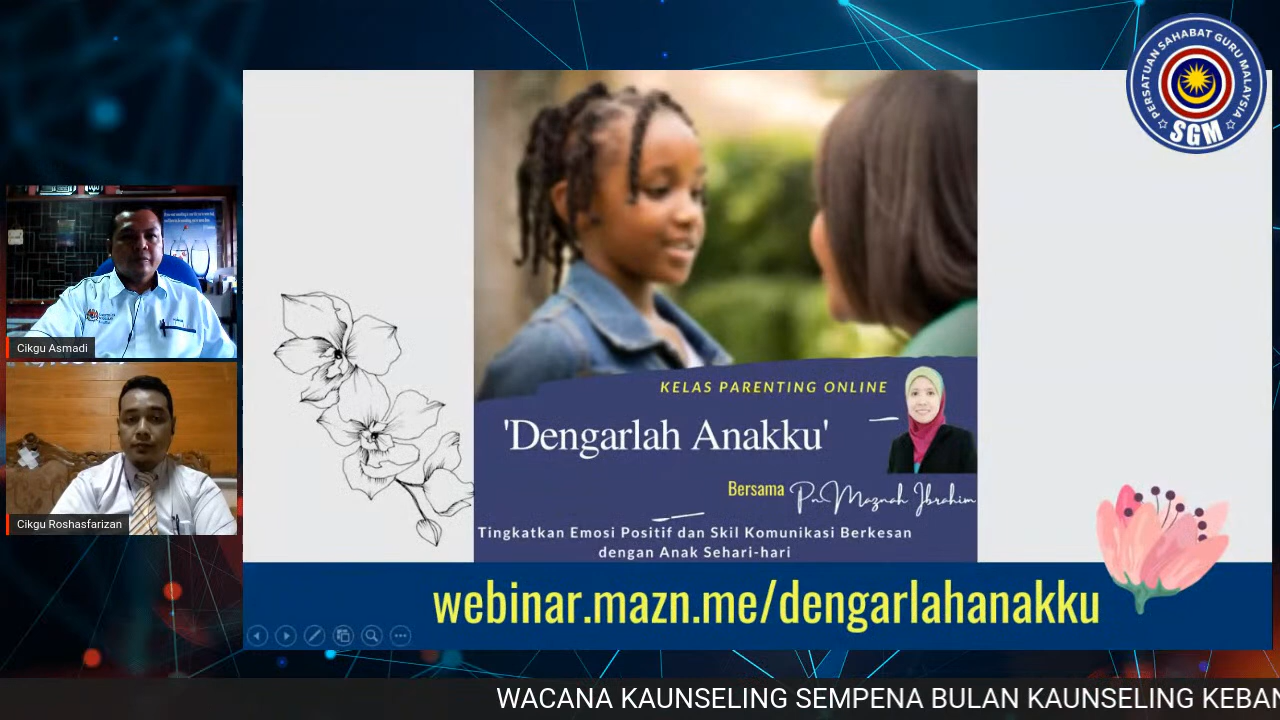 PERSATUAN SAHABAT GURU MALAYSIA
SGM
Cikgu Asmadi
Cikgu Roshasfarizan
KELAS PARENTING ONLINE
'Dengarlah Anakku'
Bersama Pn. Maznah Ibrahim
Tingkatkan Emosi Positif dan Skil Komunikasi Berkesan
dengan Anak Sehari-hari
webinar.mazn.me/dengarlahanakku
WACANA KAUNSELING SEMPENA BULAN KAUNSELING KEBAN